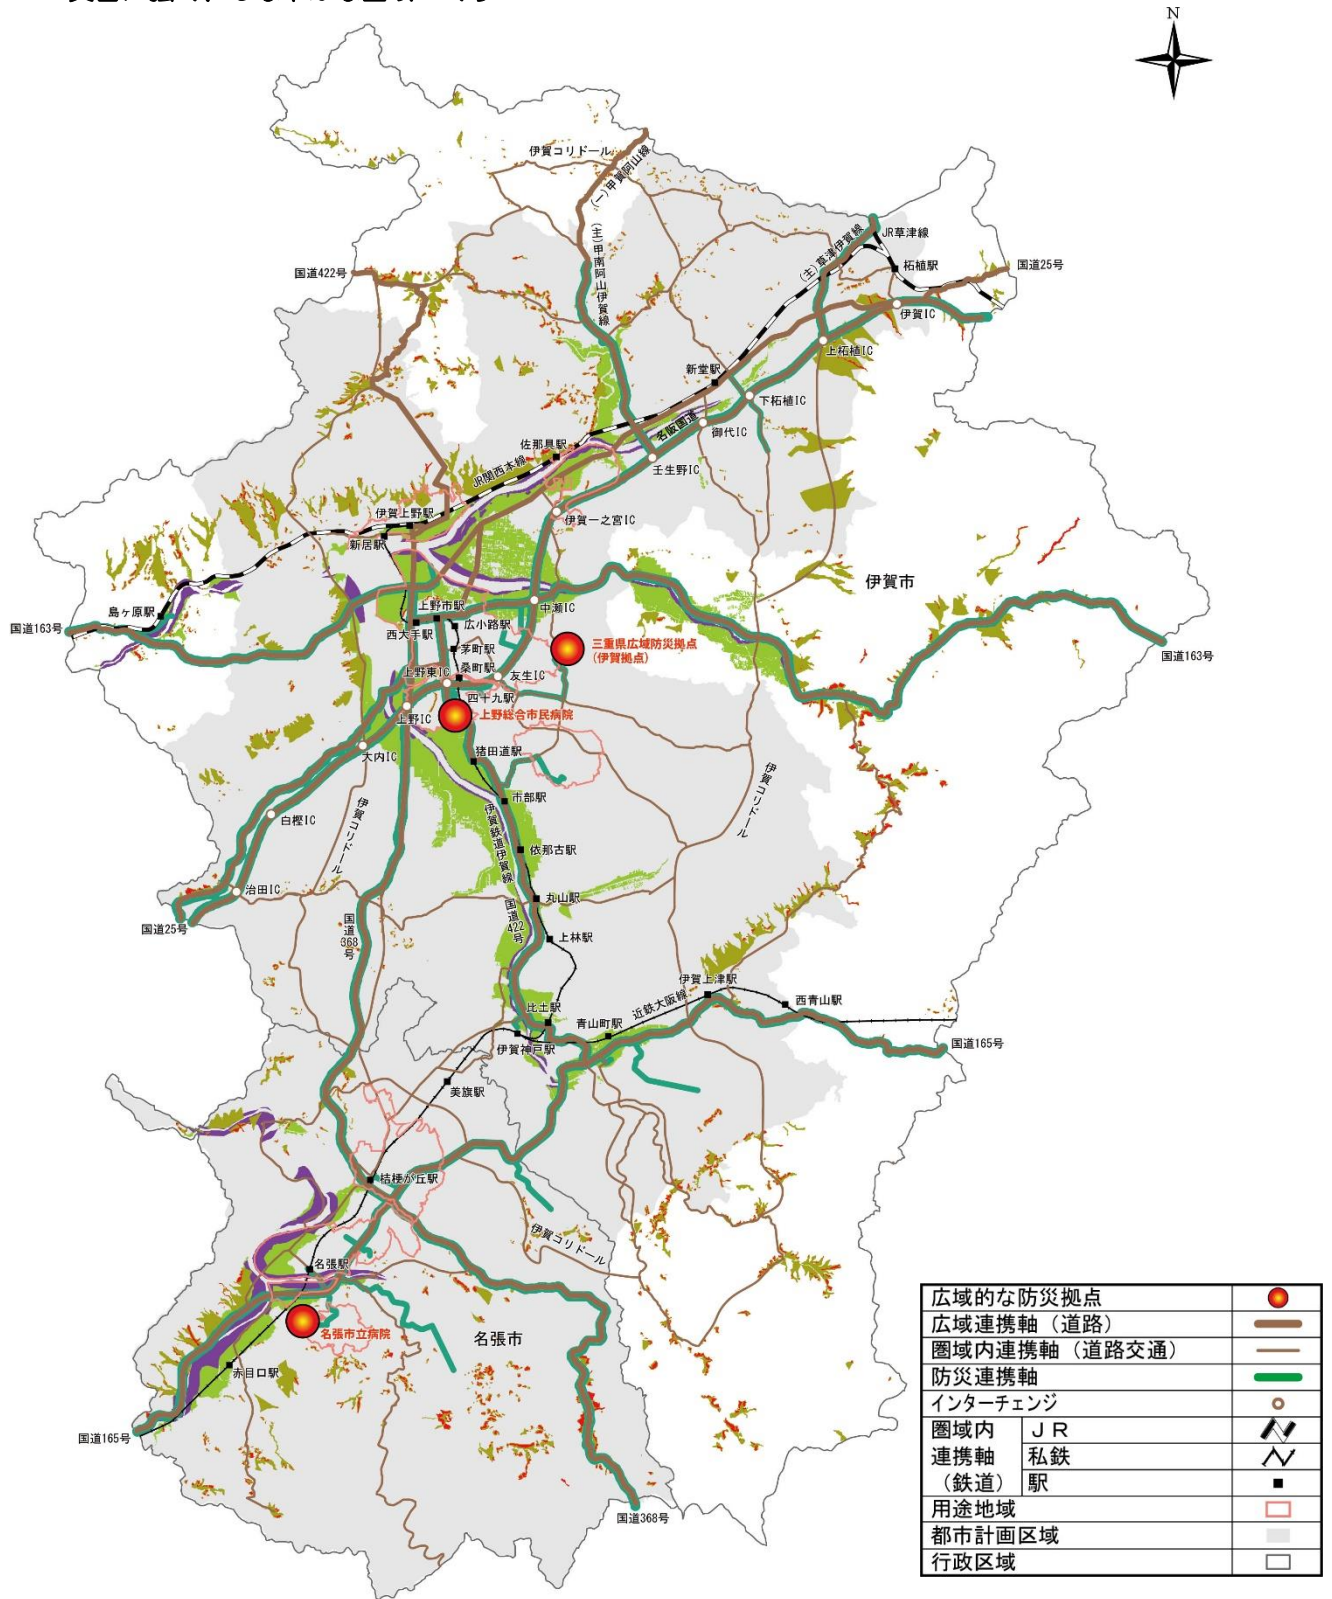 N
伊賀コリドール
(一)甲賀阿山線
(主)甲南阿山伊賀線
(主)草津伊賀線
JR草津線
柘植駅
国道25号
国道422号
伊賀IC
上柘植IC
新堂駅
下柘植IC
御代IC
名阪国道
佐那具駅
壬生野IC
JR関西本線
伊賀上野駅
伊賀一之宮IC
新居駅
伊賀市
島ヶ原駅
上野市駅
中瀬IC
国道163号
西大手駅
広小路駅
茅町駅
三重県広域防災拠点
(伊賀拠点)
国道163号
桑町駅
上野東IC
友生IC
四十九駅
上野IC
上野総合市民病院
大内IC
猪田道駅
伊賀コリドール
市部駅
白樫IC
伊賀コリドール
伊賀鉄道伊賀線
依那古駅
治田IC
丸山駅
国道25号
国道368号
国道422号
上林駅
伊賀上津駅
西青山駅
近鉄大阪線
比土駅
青山町駅
伊賀神戸駅
国道165号
美旗駅
桔梗が丘駅
伊賀コリドール
名張駅
名張市立病院
名張市
赤目口駅
国道165号
国道368号
広域的な防災拠点
広域連携軸（道路）
圏域内連携軸（道路交通）
防災連携軸
インターチェンジ
圏域内 ＪＲ
連携軸 私鉄
（鉄道） 駅
用途地域
都市計画区域
行政区域